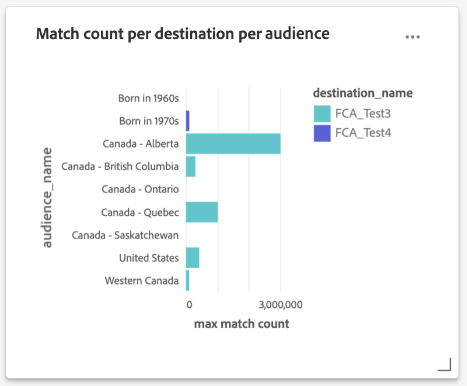 Match count per destination per audience
...
destination_name
FCA_Test3
FCA_Test4
audience_name
Born in 1960s
Born in 1970s
Canada - Alberta
Canada - British Columbia
Canada - Ontario
Canada - Quebec
Canada - Saskatchewan
United States
Western Canada
0 3,000,000
max match count